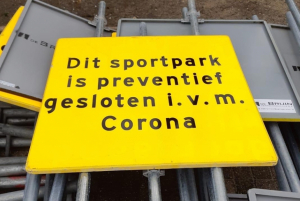 Dit sportpark
is preventief
gesloten i.v.m.
Corona